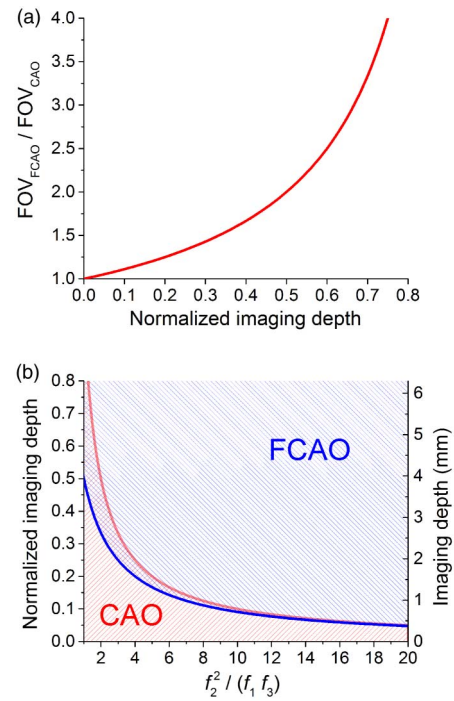 (a)
4.0
3.5
3.0
2.5
2.0
1.5
1.0
FOV_FCAO / FOV_CAO
0.0 0.1 0.2 0.3 0.4 0.5 0.6 0.7 0.8
Normalized imaging depth
(b)
0.8
0.7
0.6
0.5
0.4
0.3
0.2
0.1
0.0
Normalized imaging depth
FCAO
CAO
6
5
4
3
2
1
0
Imaging depth (mm)
2 4 6 8 10 12 14 16 18 20
f₂² / (f₁ f₃)